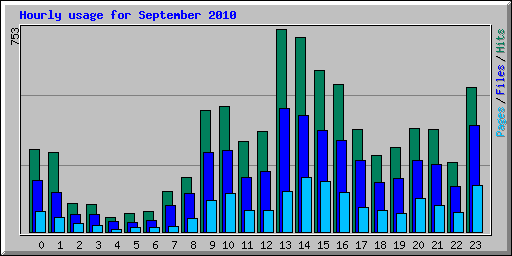 Hourly usage for September 2010
753
Pages / Files / Hits
0 1 2 3 4 5 6 7 8 9 10 11 12 13 14 15 16 17 18 19 20 21 22 23